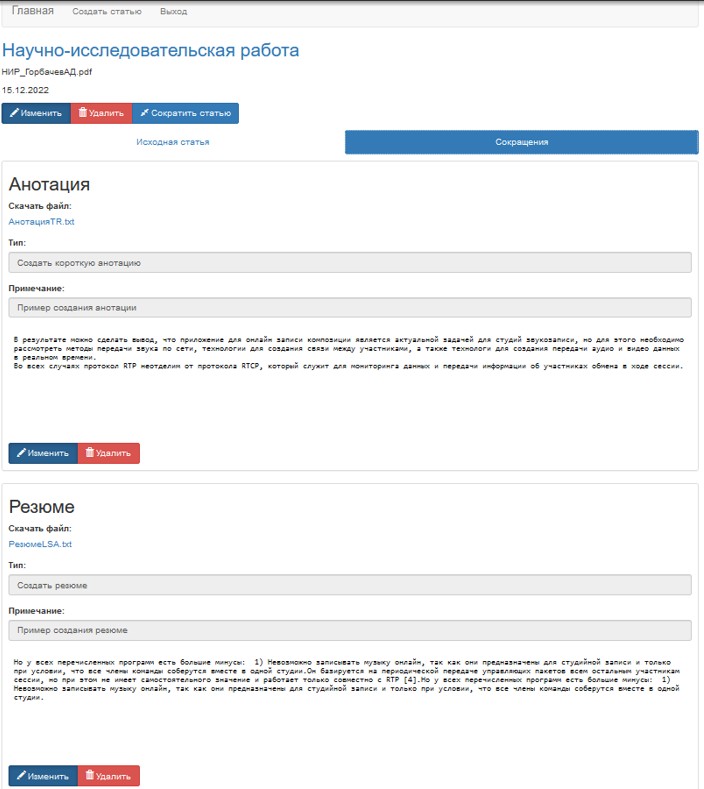 Главная Создать статью Выход
Научно-исследовательская работа
НИР_ГорбачевАД.pdf
15.12.2022
Изменить Удалить Сократить статью
Исходная статья Сокращения
Анотация
Скачать файл:
АнотацияTR.txt
Тип:
Создать короткую анотацию
Примечание:
Пример создания анотации
В результате можно сделать вывод, что приложение для онлайн записи композиции является актуальной задачей для студий звукозаписи, но для этого необходимо
рассмотреть методы передачи звука по сети, технологии для создания связи между участниками, а также технологи для создания передачи аудио и видео данных
в реальном времени.
Во всех случаях протокол RTP неотделим от протокола RTCP, который служит для мониторинга данных и передачи информации об участниках обмена в ходе сессии.
Изменить Удалить
Резюме
Скачать файл:
РезюмеLSA.txt
Тип:
Создать резюме
Примечание:
Пример создания резюме
Но у всех перечисленных программ есть большие минусы: 1) Невозможно записывать музыку онлайн, так как они предназначены для студийной записи и только
при условии, что все члены команды соберутся вместе в одной студии.Он базируется на периодической передаче управляющих пакетов всем остальным участникам
сессии, но при этом не имеет самостоятельного значение и работает только совместно с RTP [4].Но у всех перечисленных программ есть большие минусы: 1)
Невозможно записывать музыку онлайн, так как они предназначены для студийной записи и только при условии, что все члены команды соберутся вместе в одной
студии.
Изменить Удалить